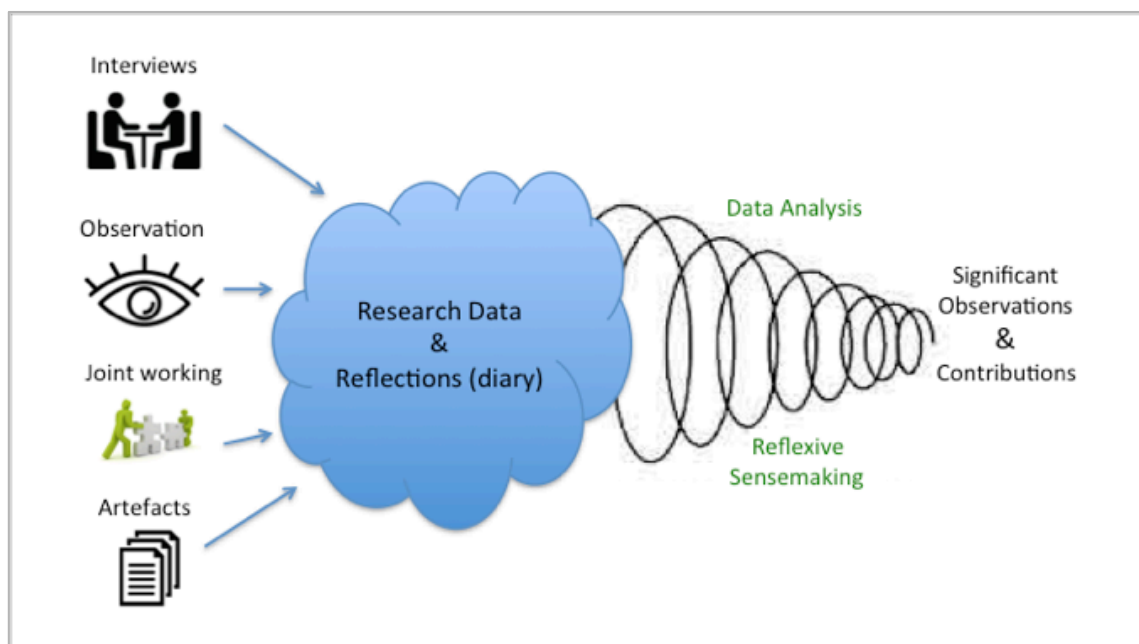 Interviews
Observation
Joint working
Artefacts
Research Data
&
Reflections (diary)
Data Analysis
Reflexive
Sensemaking
Significant
Observations
&
Contributions